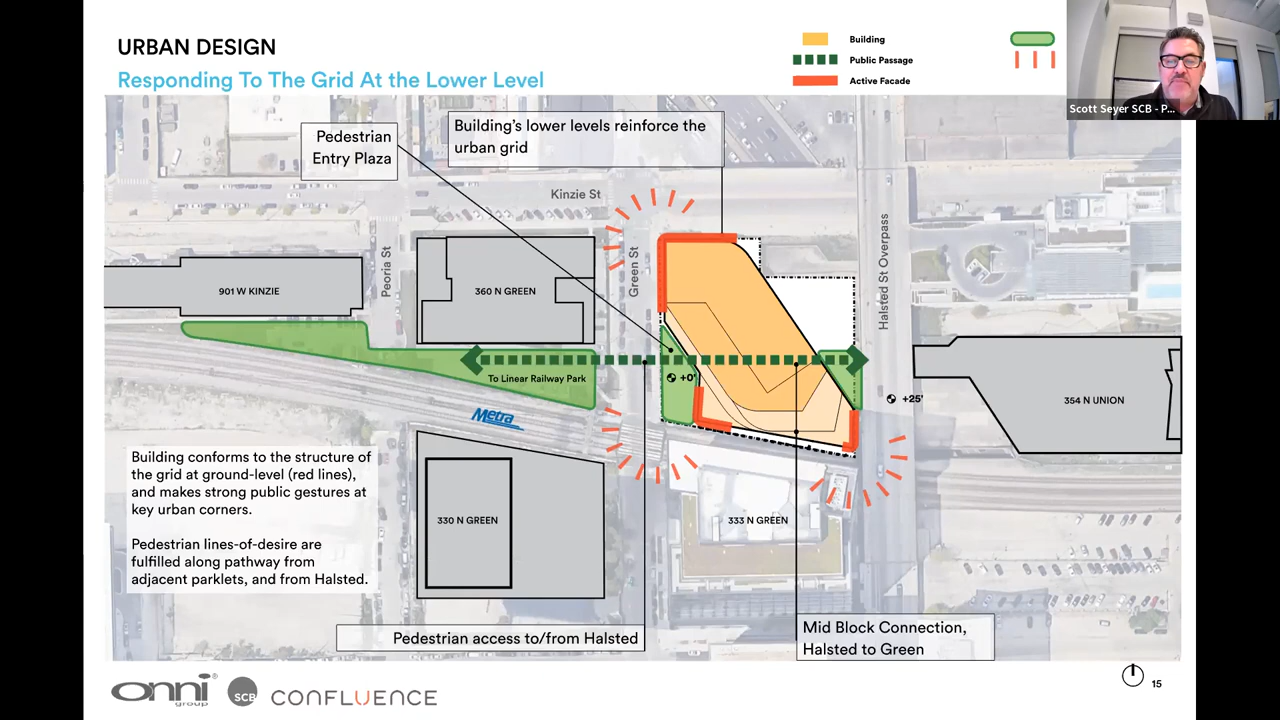 URBAN DESIGN
Responding To The Grid At the Lower Level
Building
Public Passage
Active Facade
Scott Seyer SCB - P...
Pedestrian
Entry Plaza
Building's lower levels reinforce the
urban grid
Kinzie St
Peoria St
Green St
Halsted St Overpass
901 W KINZIE
360 N GREEN
To Linear Railway Park
+0'
+25'
354 N UNION
Metra
Building conforms to the structure of
the grid at ground-level (red lines),
and makes strong public gestures at
key urban corners.
Pedestrian lines-of-desire are
fulfilled along pathway from
adjacent parklets, and from Halsted.
330 N GREEN
333 N GREEN
Pedestrian access to/from Halsted
Mid Block Connection,
Halsted to Green
onni group®
SCB
CONFLUENCE
15